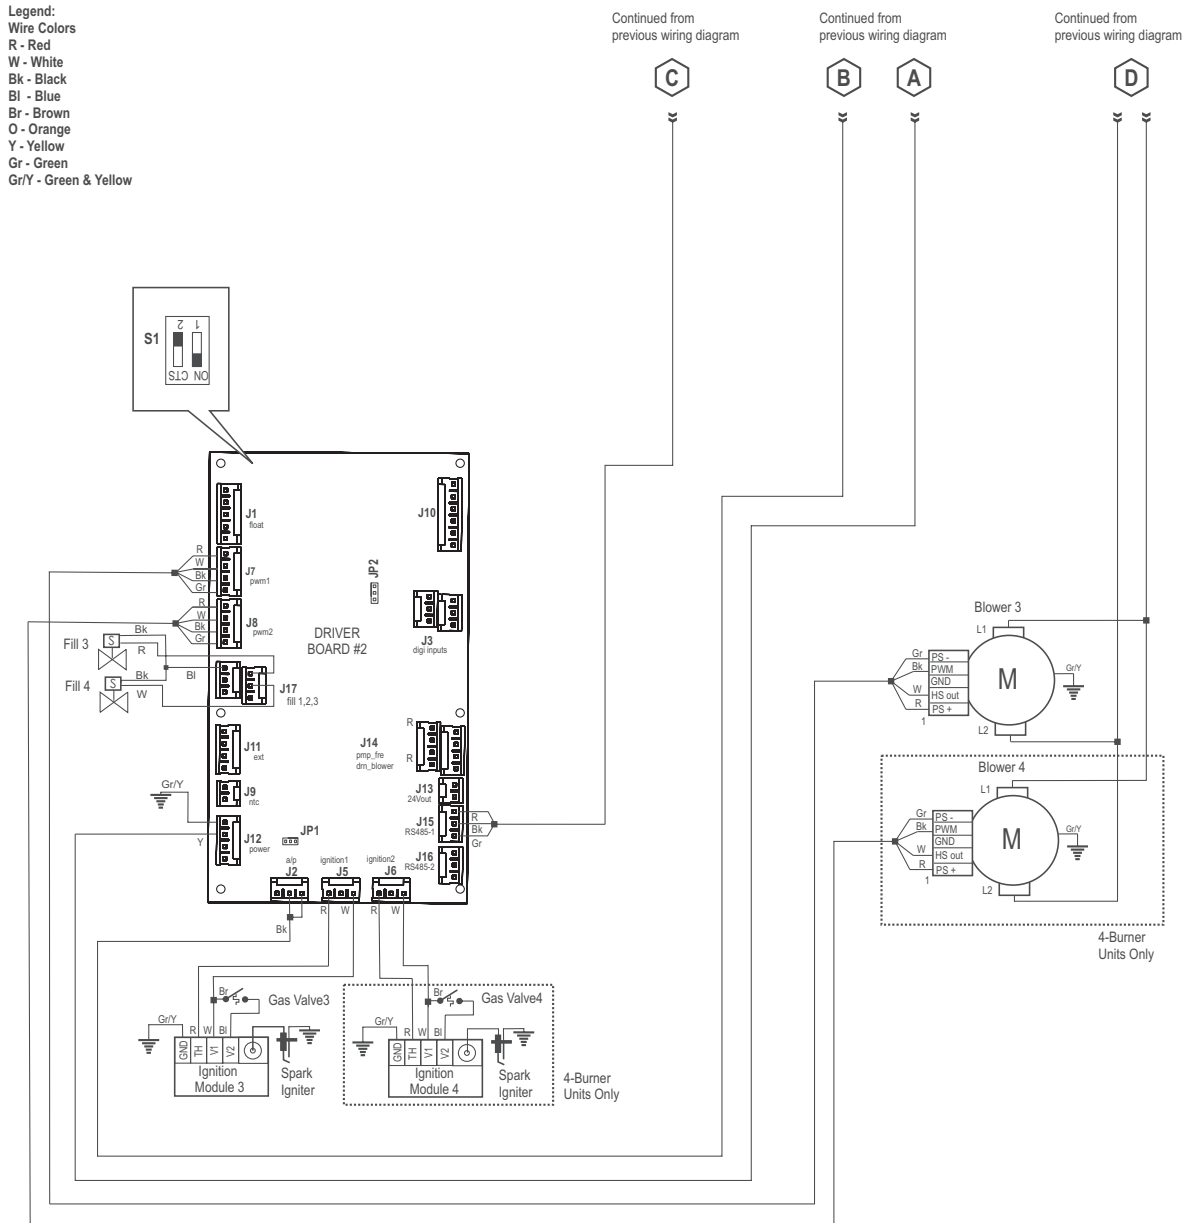 Legend:
Wire Colors
R - Red
W - White
Bk - Black
Bl - Blue
Br - Brown
O - Orange
Y - Yellow
Gr - Green
Gr/Y - Green & Yellow
Continued from
previous wiring diagram
C
Continued from
previous wiring diagram
B
A
Continued from
previous wiring diagram
D
S1
2 1
CTS ON
J1
float
J10
R
W
Bk
Gr
J7
pwm1
JP2
R
W
Bk
Gr
J8
pwm2
DRIVER
BOARD #2
J3
digi inputs
Fill 3
S
Bk
R
Fill 4
S
Bk
W
Bl
J17
fill 1,2,3
J11
ext
J14
pmp_fre
drn_blower
R
R
Gr/Y
J9
ntc
J13
24Vout
Y
J12
power
JP1
J15
RS485-1
R
Bk
Gr
J16
RS485-2
a/p
J2
ignition1
J5
ignition2
J6
Bk
R W
R W
Blower 3
L1
M
L2
Gr PS -
Bk PWM
GND
W HS out
R PS +
1
Gr/Y
Blower 4
L1
M
L2
Gr PS -
Bk PWM
GND
W HS out
R PS +
1
Gr/Y
4-Burner
Units Only
Br
Gas Valve3
Gr/Y
R W Bl
GND TH V1 V2
Ignition
Module 3
Spark
Igniter
Br
Gas Valve4
Gr/Y
R W Bl
GND TH V1 V2
Ignition
Module 4
Spark
Igniter
4-Burner
Units Only